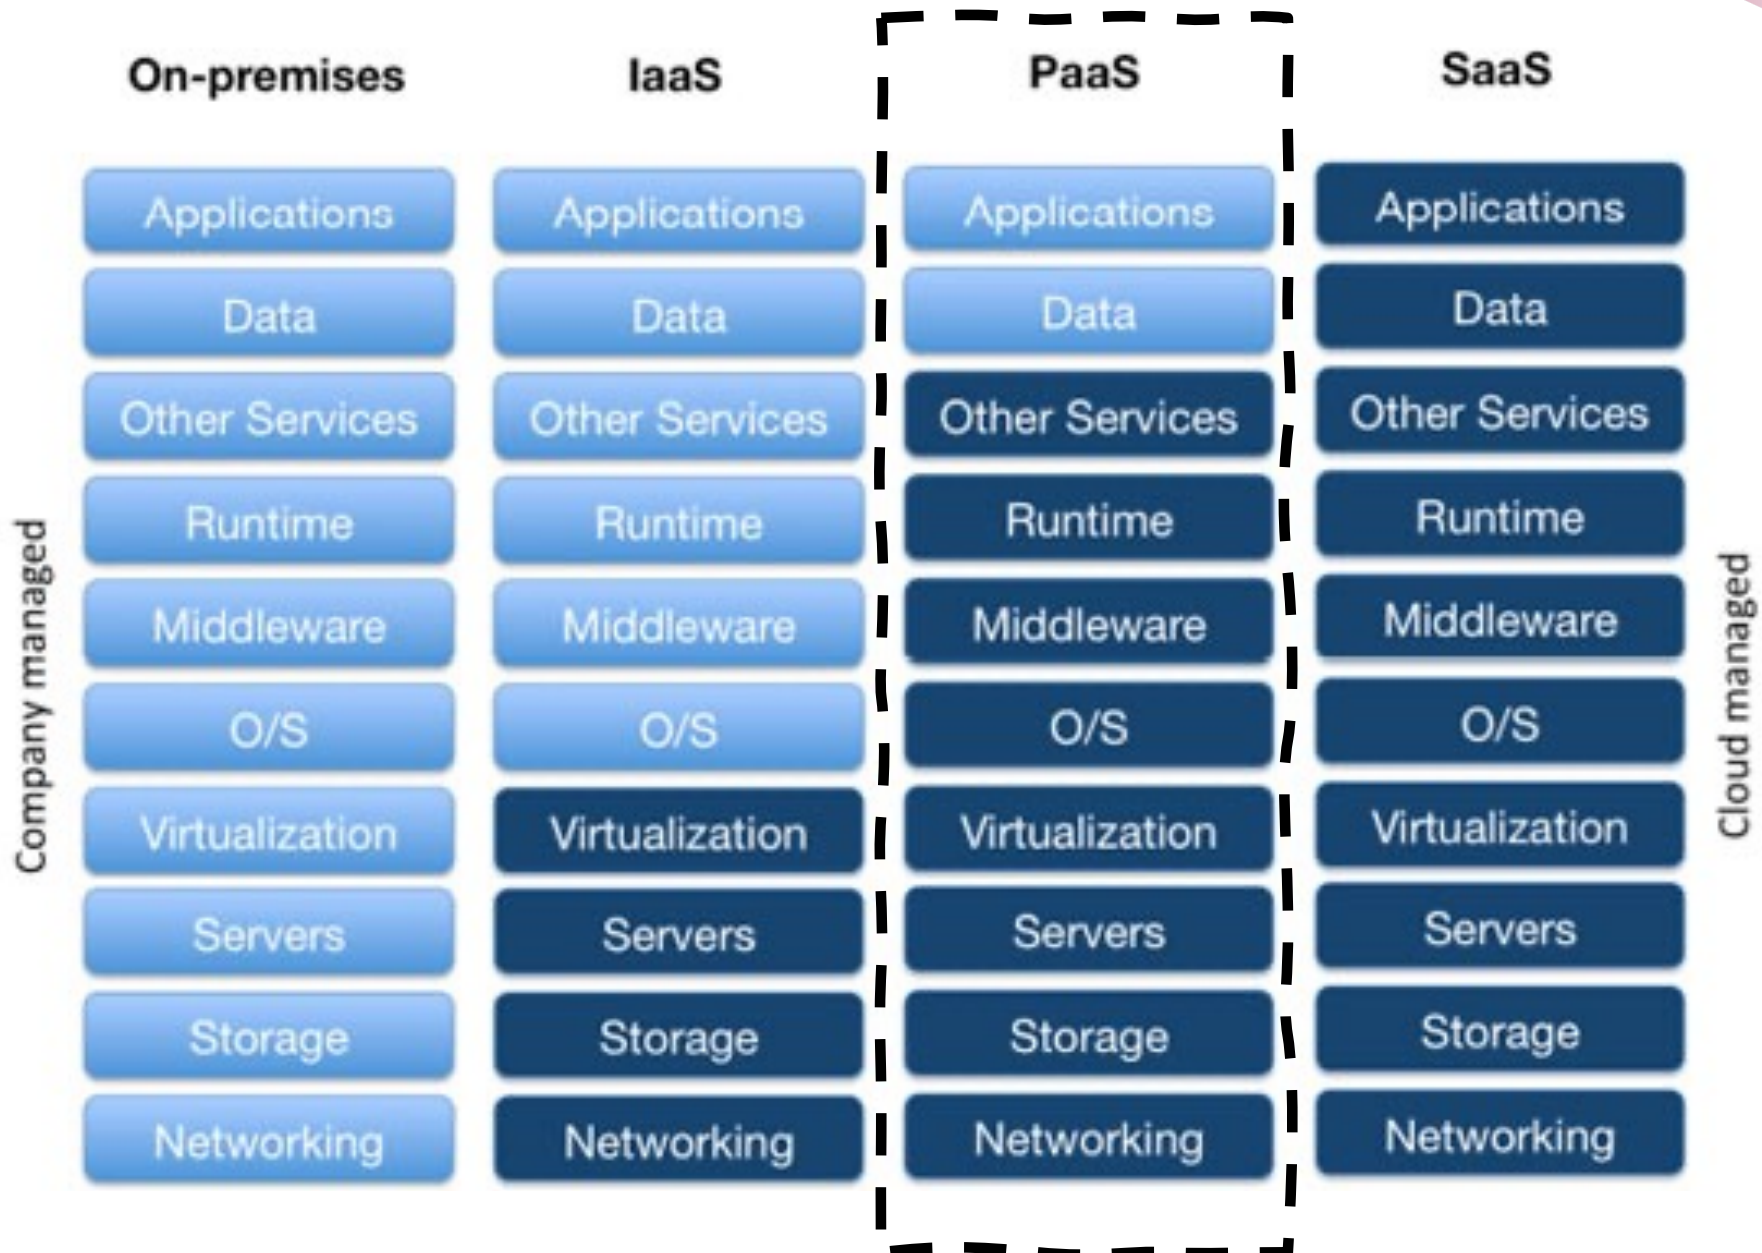 On-premises
IaaS
PaaS
SaaS
Applications
Applications
Applications
Applications
Data
Data
Data
Data
Other Services
Other Services
Other Services
Other Services
Runtime
Runtime
Runtime
Runtime
Middleware
Middleware
Middleware
Middleware
O/S
O/S
O/S
O/S
Virtualization
Virtualization
Virtualization
Virtualization
Servers
Servers
Servers
Servers
Storage
Storage
Storage
Storage
Networking
Networking
Networking
Networking
Company managed
Cloud managed